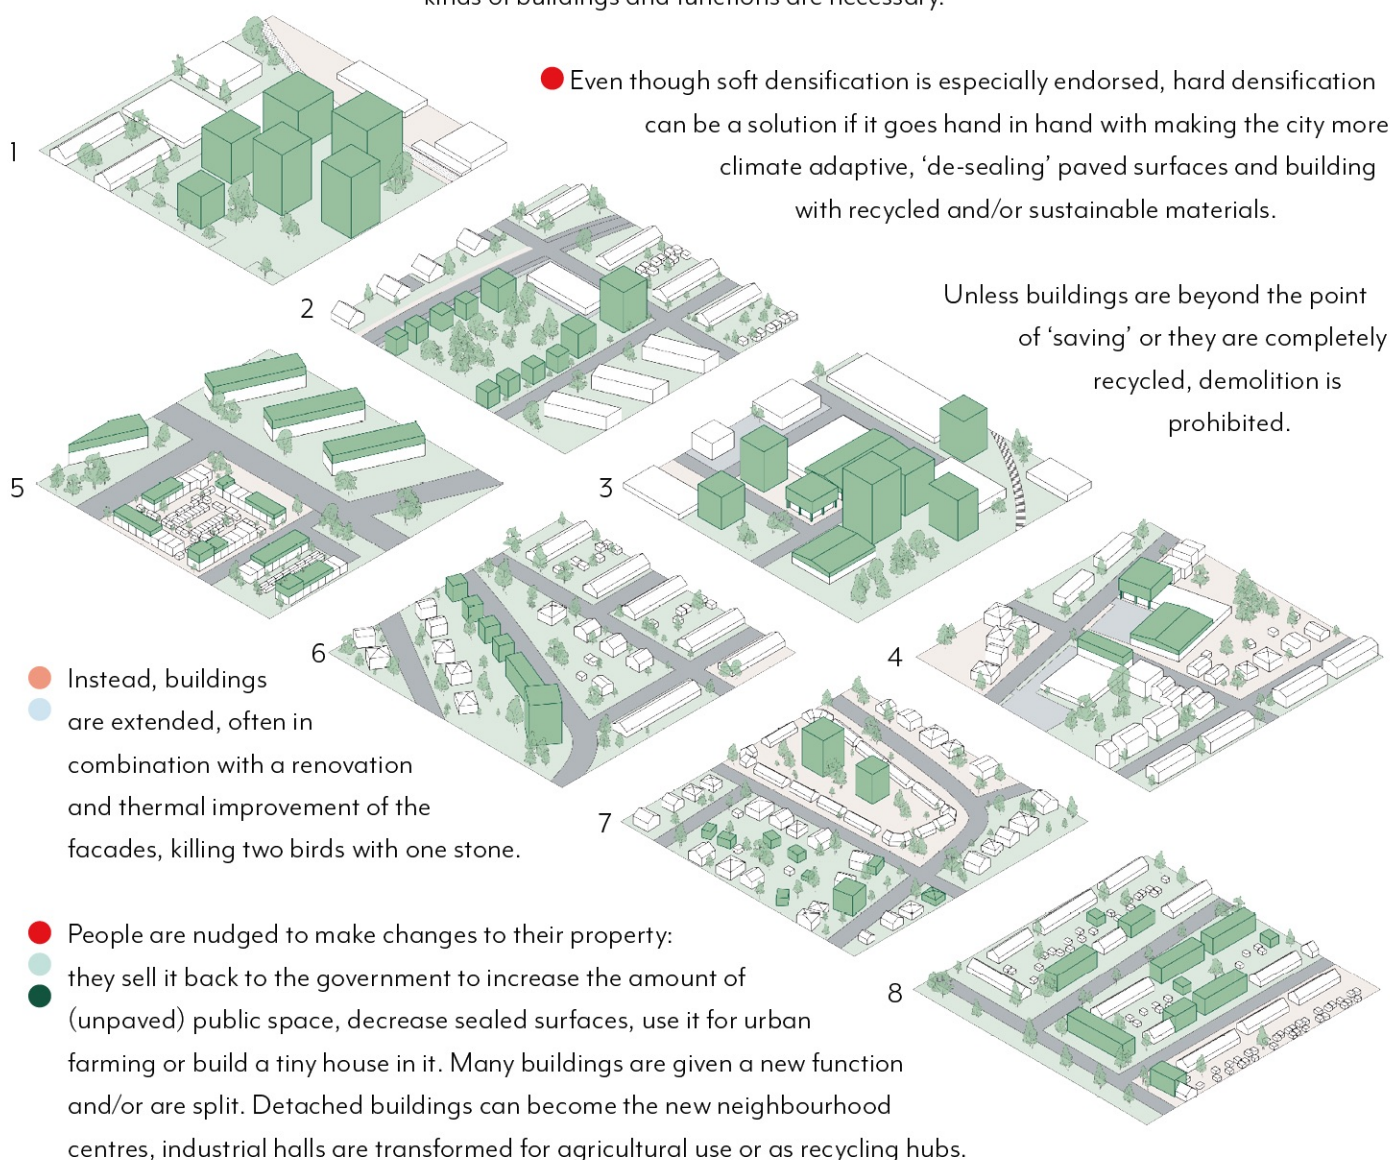 kinds of buildings and functions are necessary.
Even though soft densification is especially endorsed, hard densification
can be a solution if it goes hand in hand with making the city more
climate adaptive, ‘de-sealing’ paved surfaces and building
with recycled and/or sustainable materials.
1
2
Unless buildings are beyond the point
of ‘saving’ or they are completely
recycled, demolition is
prohibited.
5
3
6
4
Instead, buildings
are extended, often in
combination with a renovation
and thermal improvement of the
facades, killing two birds with one stone.
7
People are nudged to make changes to their property:
they sell it back to the government to increase the amount of
(unpaved) public space, decrease sealed surfaces, use it for urban
farming or build a tiny house in it. Many buildings are given a new function
and/or are split. Detached buildings can become the new neighbourhood
centres, industrial halls are transformed for agricultural use or as recycling hubs.
8